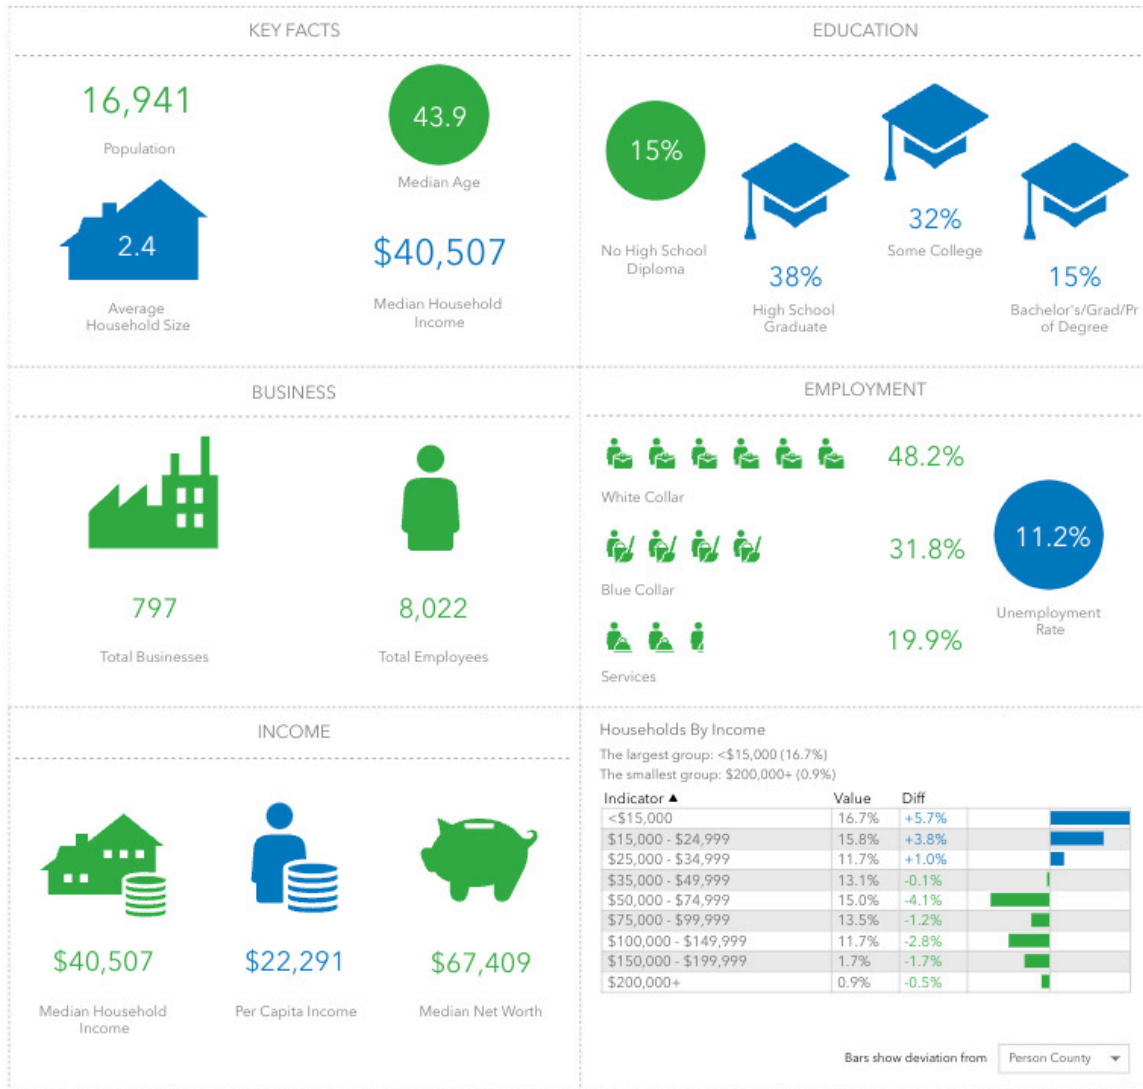 KEY FACTS
16,941
Population
43.9
Median Age
2.4
Average
Household Size
$40,507
Median Household
Income
EDUCATION
15%
No High School
Diploma
38%
High School
Graduate
32%
Some College
15%
Bachelor's/Grad/Pr
of Degree
BUSINESS
797
Total Businesses
8,022
Total Employees
EMPLOYMENT
48.2%
White Collar
31.8%
Blue Collar
19.9%
Services
11.2%
Unemployment
Rate
INCOME
$40,507
Median Household
Income
$22,291
Per Capita Income
$67,409
Median Net Worth
Households By Income
The largest group: <$15,000 (16.7%)
The smallest group: $200,000+ (0.9%)
Indicator ▲ Value Diff
<$15,000 16.7% +5.7%
$15,000 - $24,999 15.8% +3.8%
$25,000 - $34,999 11.7% +1.0%
$35,000 - $49,999 13.1% -0.1%
$50,000 - $74,999 15.0% -4.1%
$75,000 - $99,999 13.5% -1.2%
$100,000 - $149,999 11.7% -2.8%
$150,000 - $199,999 1.7% -1.7%
$200,000+ 0.9% -0.5%
Bars show deviation from Person County